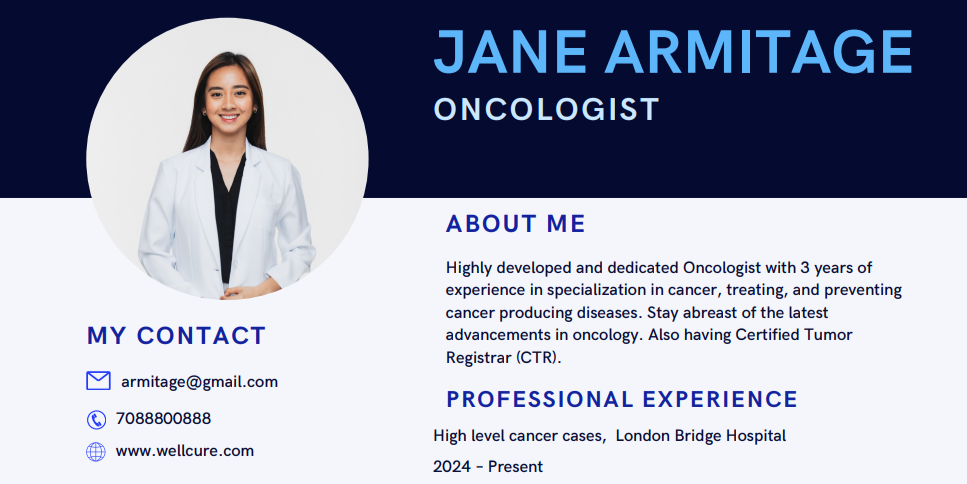 JANE ARMITAGE
ONCOLOGIST
MY CONTACT
armitage@gmail.com
7088800888
www.wellcure.com
ABOUT ME
Highly developed and dedicated Oncologist with 3 years of
experience in specialization in cancer, treating, and preventing
cancer producing diseases. Stay abreast of the latest
advancements in oncology. Also having Certified Tumor
Registrar (CTR).
PROFESSIONAL EXPERIENCE
High level cancer cases,  London Bridge Hospital
2024 – Present